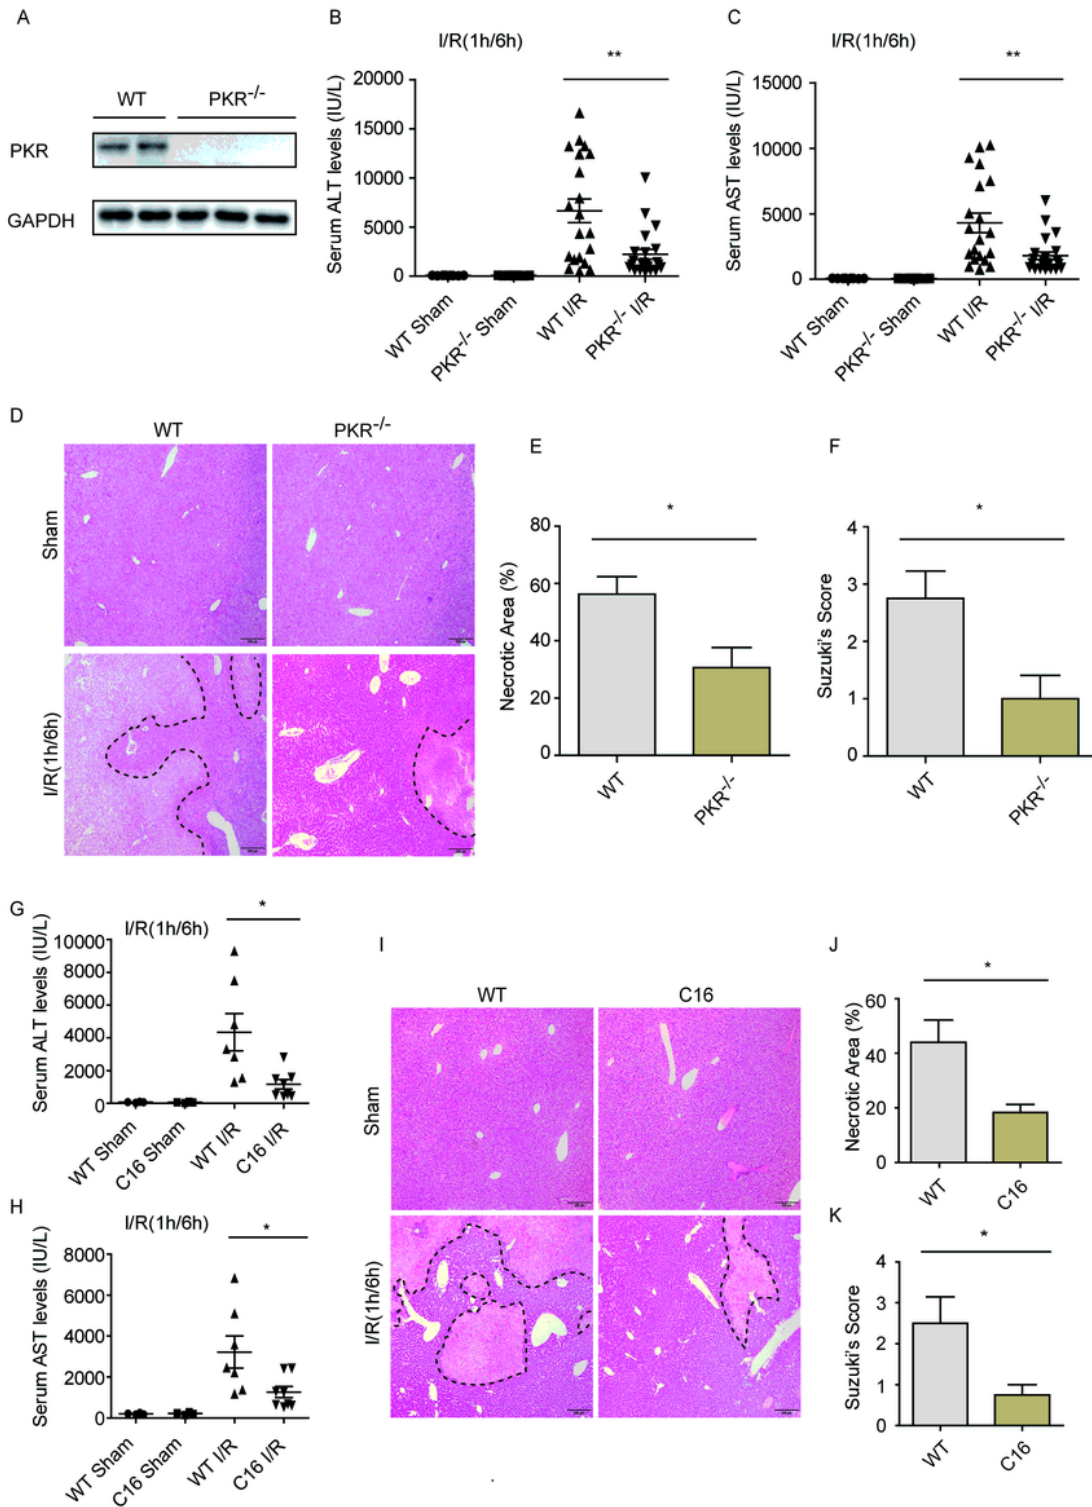 A
WT PKR-/-
PKR
GAPDH
B
I/R(1h/6h)
**
Serum ALT levels (IU/L)
20000
15000
10000
5000
0
WT Sham
PKR-/- Sham
WT I/R
PKR-/- I/R
C
I/R(1h/6h)
**
Serum AST levels (IU/L)
15000
10000
5000
0
WT Sham
PKR-/- Sham
WT I/R
PKR-/- I/R
D
WT PKR-/-
Sham
I/R(1h/6h)
E
*
Necrotic Area (%)
80
60
40
20
0
WT
PKR-/-
F
*
Suzuki's Score
4
3
2
1
0
WT
PKR-/-
G
I/R(1h/6h)
*
Serum ALT levels (IU/L)
10000
8000
6000
4000
2000
0
WT Sham
C16 Sham
WT I/R
C16 I/R
H
I/R(1h/6h)
*
Serum AST levels (IU/L)
8000
6000
4000
2000
0
WT Sham
C16 Sham
WT I/R
C16 I/R
I
WT C16
Sham
I/R(1h/6h)
J
*
Necrotic Area (%)
60
40
20
0
WT
C16
K
*
Suzuki's Score
4
3
2
1
0
WT
C16